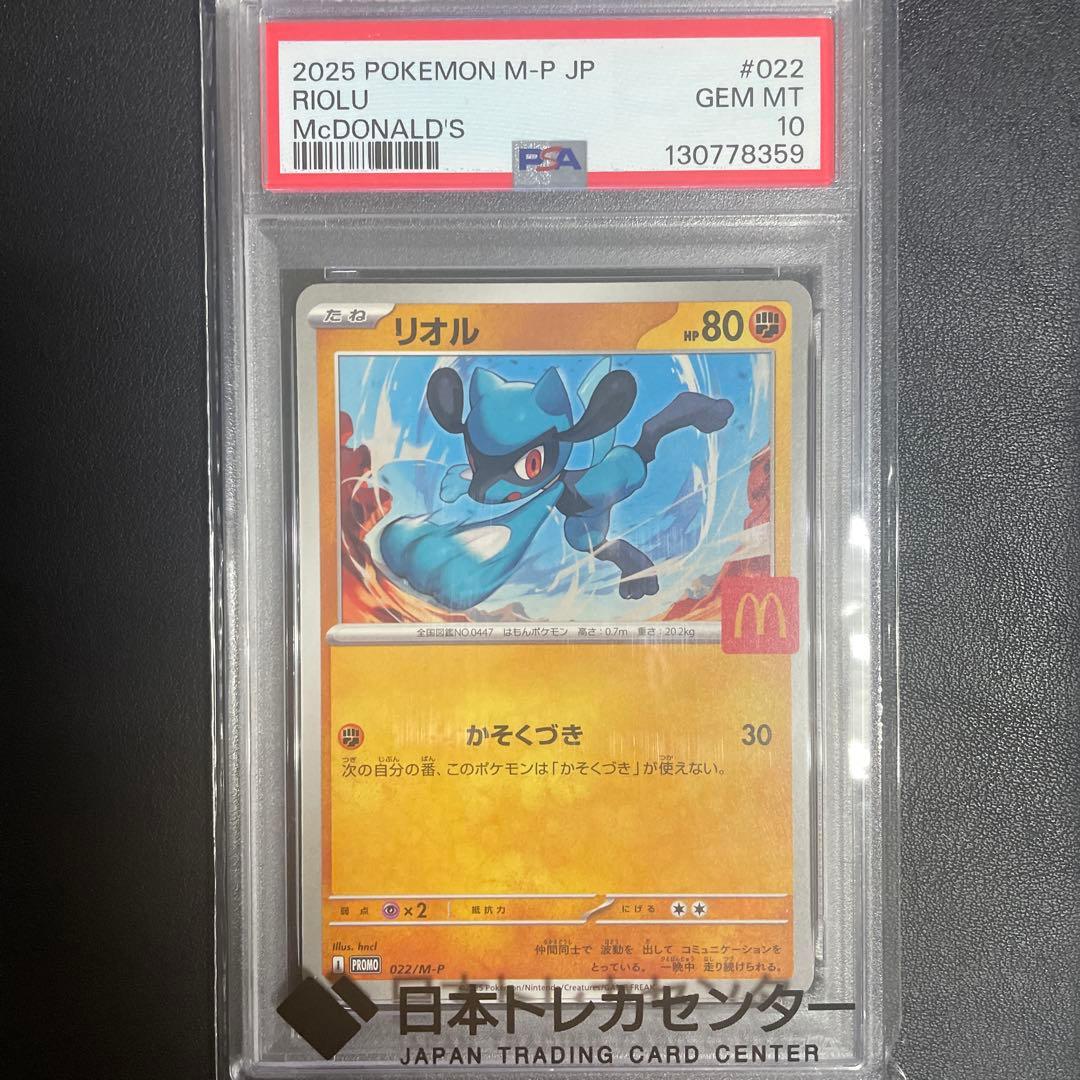 2025 POKEMON M-P JP #022
RIOLU GEM MT
McDONALD'S 10
PSA 130778359
たね リオル HP80
全国図鑑NO.0447 はもんポケモン 高さ:0.7m 重さ:20.2kg
かそくづき 30
次の自分の番、このポケモンは「かそくづき」が使えない。
弱点 ×2 抵抗力 にげる
Illus. hncl
仲間同士で 波動を 出して コミュニケーションを
とっている。 一晩中 走り続けられる。
PROMO 022/M-P
©2025 Pokémon/Nintendo/Creatures/GAME FREAK
日本トレカセンター
JAPAN TRADING CARD CENTER